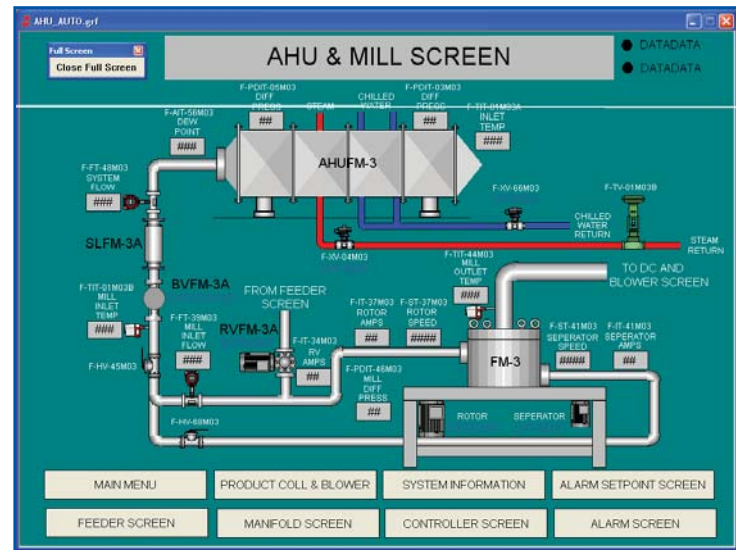 AHU_AUTO.grf
Full Screen
Close Full Screen
AHU & MILL SCREEN
DATADATA
DATADATA
F-PDIT-05M03
DIFF
PRESS
##
STEAM
CHILLED
WATER
F-PDIT-03M03
DIFF
PRESS
##
F-TIT-01M03A
INLET
TEMP
###
F-AIT-56M03
DEW
POINT
###
AHUFM-3
F-FT-48M03
SYSTEM
FLOW
###
F-XV-66M03
F-TV-01M03B
CHILLED
WATER
RETURN
STEAM
RETURN
SLFM-3A
F-XV-04M03
F-TIT-44M03
MILL
OUTLET
TEMP
###
TO DC AND
BLOWER SCREEN
BVFM-3A
F-TIT-01M03B
MILL
INLET
TEMP
###
FROM FEEDER
SCREEN
F-FT-39M03
MILL
INLET
FLOW
###
RVFM-3A
F-IT-34M03
RV
AMPS
##
F-IT-37M03
ROTOR
AMPS
##
F-ST-37M03
ROTOR
SPEED
####
FM-3
F-ST-41M03
SEPERATOR
SPEED
####
F-IT-41M03
SEPERATOR
AMPS
##
F-HV-45M03
F-PDIT-46M03
MILL
DIFF
PRESS
##
F-HV-68M03
ROTOR
SEPERATOR
MAIN MENU
PRODUCT COLL & BLOWER
SYSTEM INFORMATION
ALARM SETPOINT SCREEN
FEEDER SCREEN
MANIFOLD SCREEN
CONTROLLER SCREEN
ALARM SCREEN